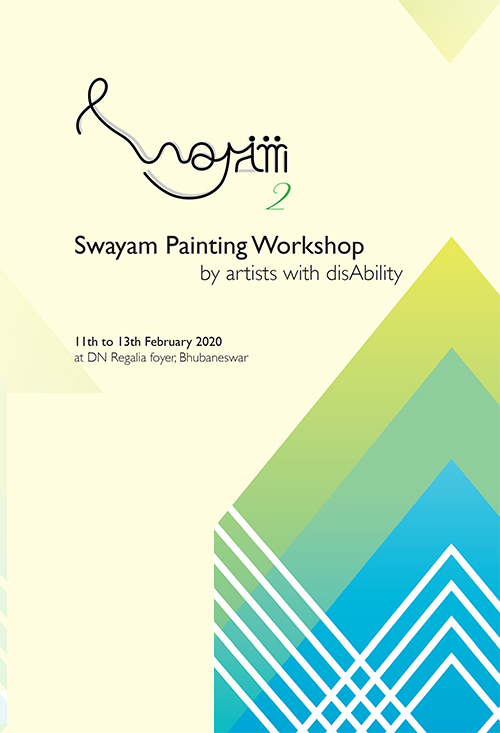 Swayam
2
Swayam Painting Workshop
by artists with disAbility
11th to 13th February 2020
at DN Regalia foyer, Bhubaneswar